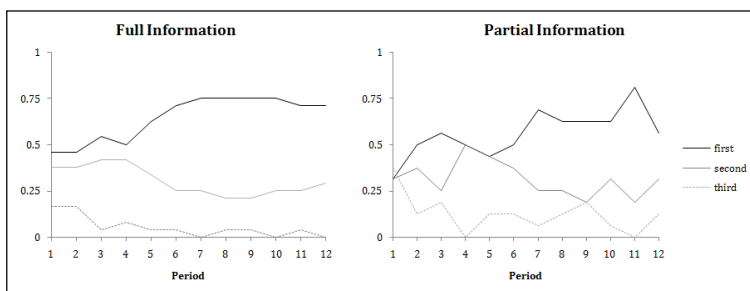 Full Information
1
0.75
0.5
0.25
0
1 2 3 4 5 6 7 8 9 10 11 12
Period
Partial Information
1
0.75
0.5
0.25
0
1 2 3 4 5 6 7 8 9 10 11 12
Period
first
second
third